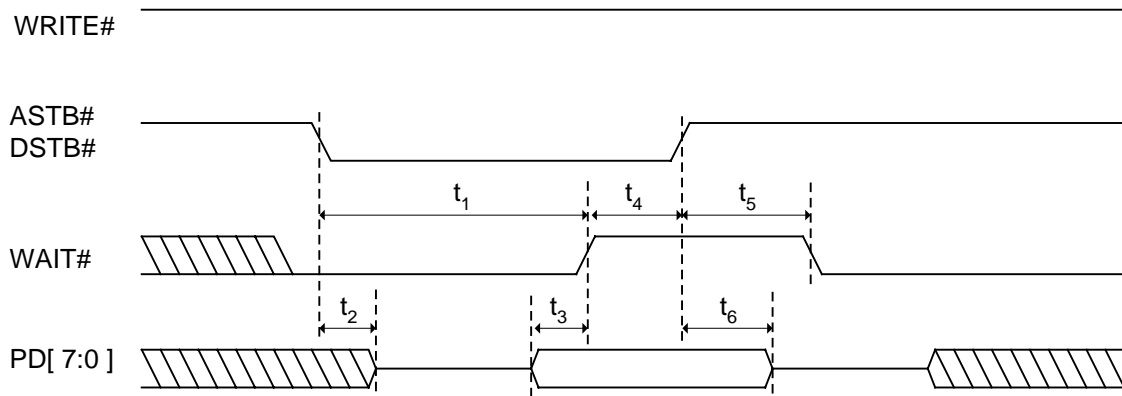 WRITE#
ASTB#
DSTB#
t1 t4 t5
WAIT#
t2 t3 t6
PD[ 7:0 ]